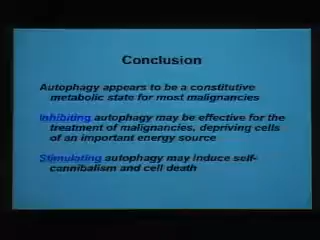 Conclusion
Autophagy appears to be a constitutive
metabolic state for most malignancies
Inhibiting autophagy may be effective for the
treatment of malignancies, depriving cells
of an important energy source
Stimulating autophagy may induce self-
cannibalism and cell death